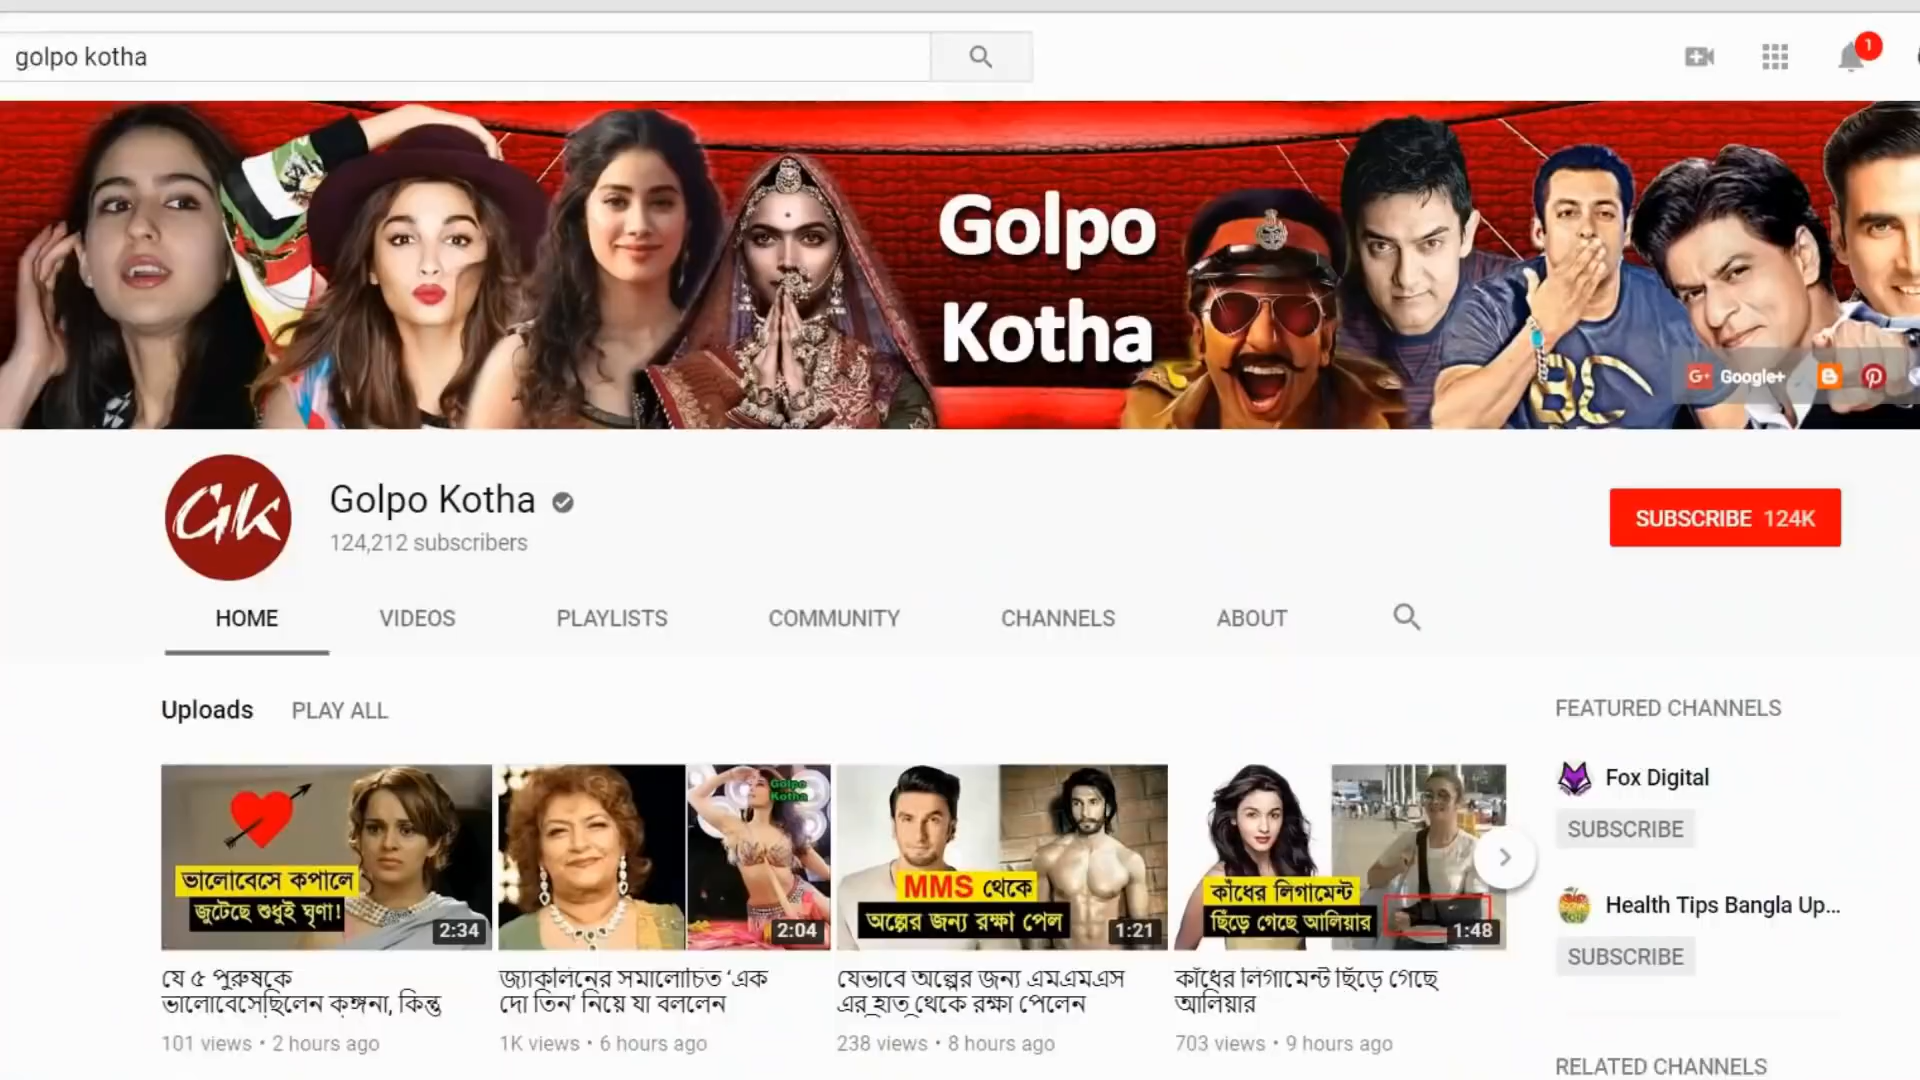 golpo kotha
1
Golpo
Kotha
G+ Google+
Gk
Golpo Kotha
124,212 subscribers
SUBSCRIBE 124K
HOME VIDEOS PLAYLISTS COMMUNITY CHANNELS ABOUT
Uploads PLAY ALL
FEATURED CHANNELS
ভালোবেসে কপালে
জুটেছে শুধুই ঘৃণা!
2:34
Golpo
Kotha
2:04
MMS থেকে
অল্পের জন্য রক্ষা পেল
1:21
কাঁধের লিগামেন্ট
ছিঁড়ে গেছে আলিয়ার
1:48
যে ৫ পুরুষকে
ভালোবেসেছিলেন কঙ্গনা, কিন্তু
101 views • 2 hours ago
জ্যাকলিনের সমালোচিত ‘এক
দো তিন’ নিয়ে যা বললেন
1K views • 6 hours ago
যেভাবে অল্পের জন্য এমএমএস
এর হাত থেকে রক্ষা পেলেন
238 views • 8 hours ago
কাঁধের লিগামেন্ট ছিঁড়ে গেছে
আলিয়ার
703 views • 9 hours ago
Fox Digital
SUBSCRIBE
Health Tips Bangla Up...
SUBSCRIBE
RELATED CHANNELS